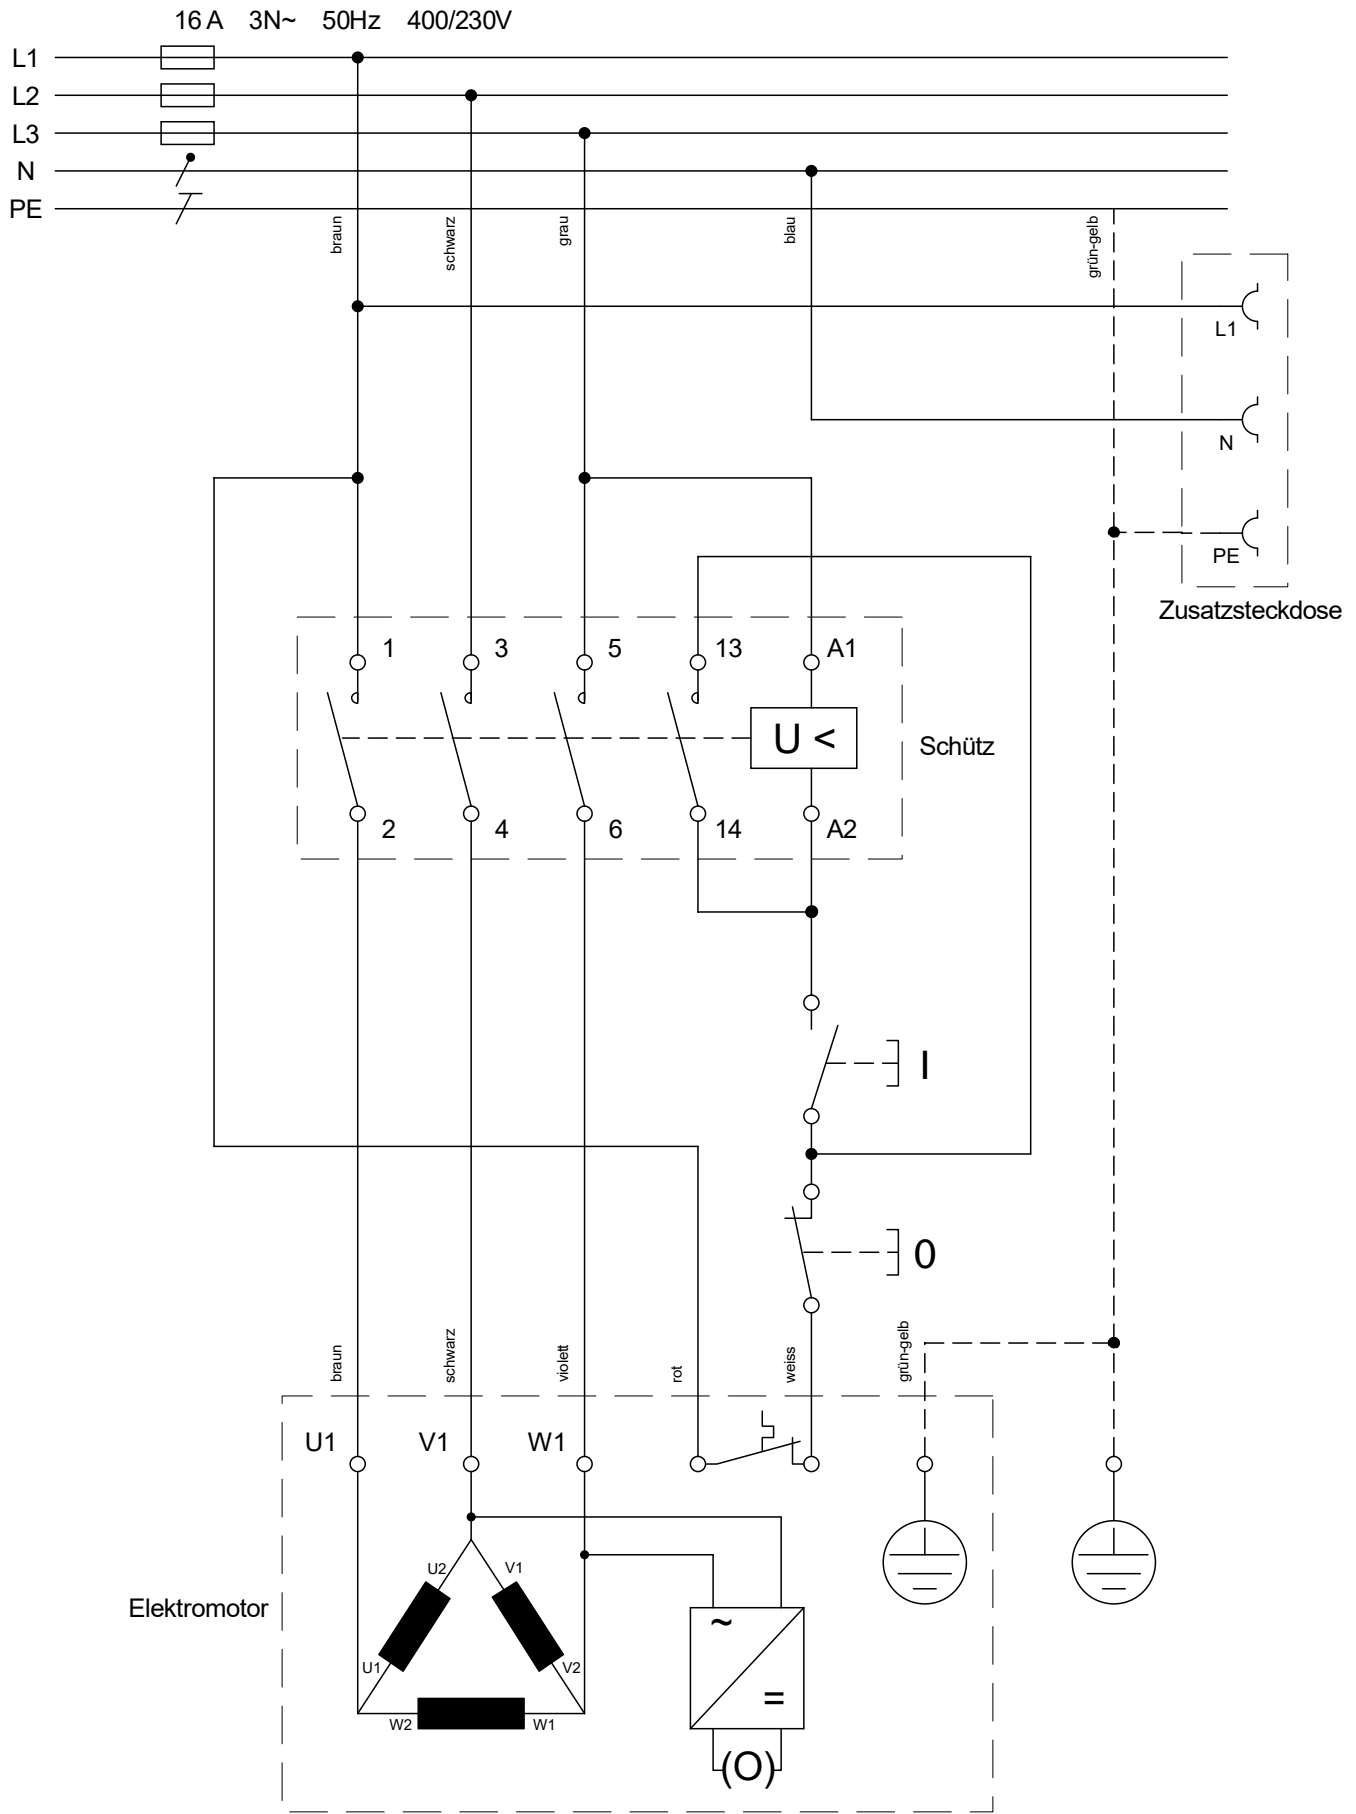 16 A 3N~ 50Hz 400/230V
L1
L2
L3
N
PE
braun
schwarz
grau
blau
grün-gelb
L1
N
PE
Zusatzsteckdose
1 3 5 13 A1
U <
Schütz
2 4 6 14 A2
I
0
braun
schwarz
violett
rot
weiss
grün-gelb
U1 V1 W1
U2 V1
Elektromotor
U1 V2
W2 W1
~
=
(O)